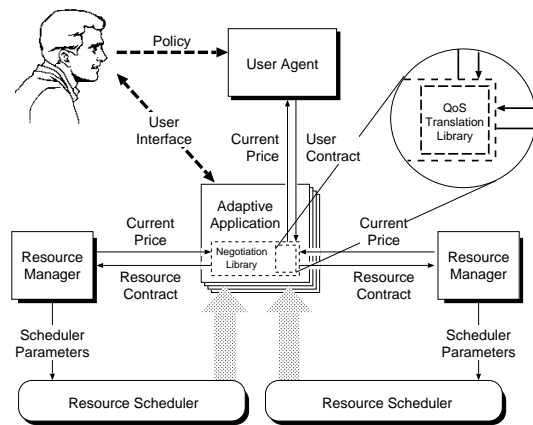 Policy
User Agent
QoS
Translation
Library
User
Interface
Current
Price
User
Contract
Adaptive
Application
Current
Price
Negotiation
Library
Current
Price
Resource
Manager
Resource
Contract
Resource
Contract
Resource
Manager
Scheduler
Parameters
Scheduler
Parameters
Resource Scheduler
Resource Scheduler